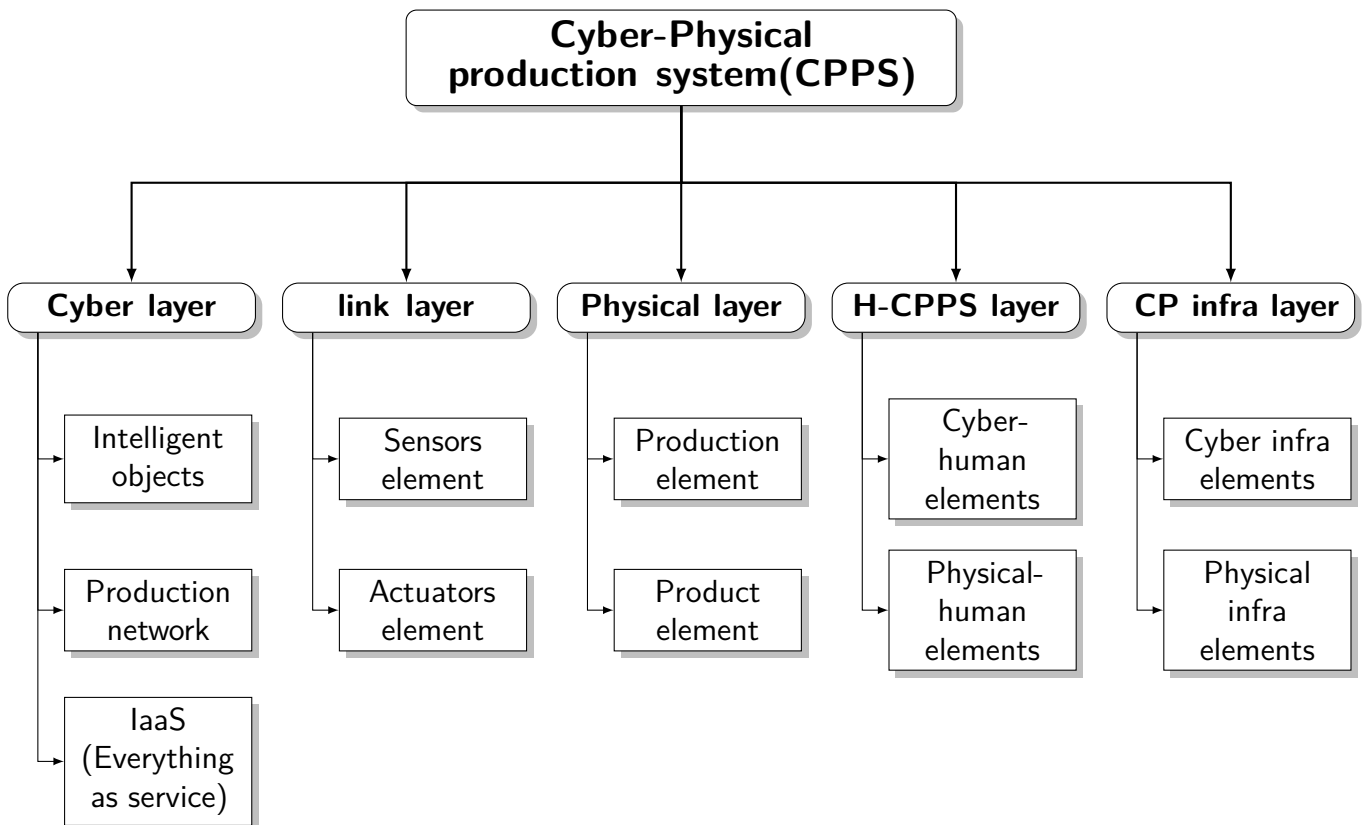 Cyber-Physical
production system(CPPS)
Cyber layer
link layer
Physical layer
H-CPPS layer
CP infra layer
Intelligent
objects
Production
network
IaaS
(Everything
as service)
Sensors
element
Actuators
element
Production
element
Product
element
Cyber-
human
elements
Physical-
human
elements
Cyber infra
elements
Physical
infra
elements